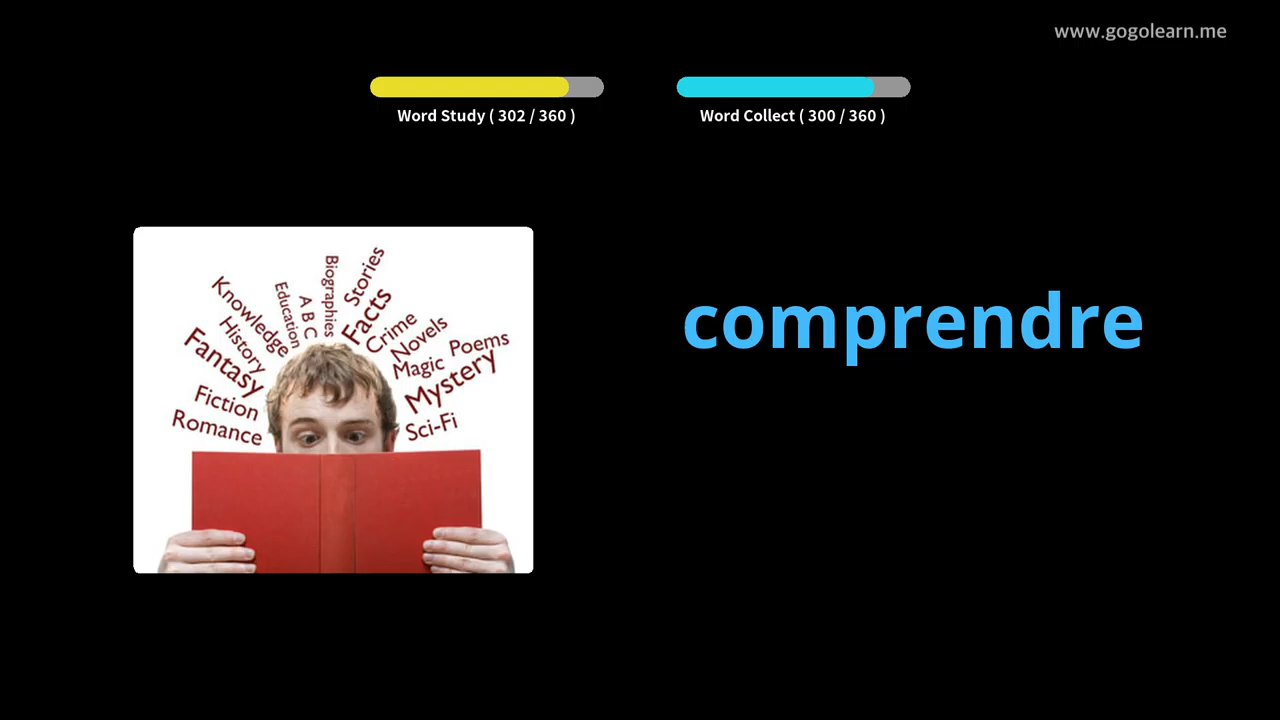 www.gogolearn.me
Word Study ( 302 / 360 )
Word Collect ( 300 / 360 )
Biographies
Stories
Education
A B C
Facts
Knowledge
Crime
History
Novels
Fantasy
Magic
Poems
Mystery
Fiction
Romance
Sci-Fi
comprendre